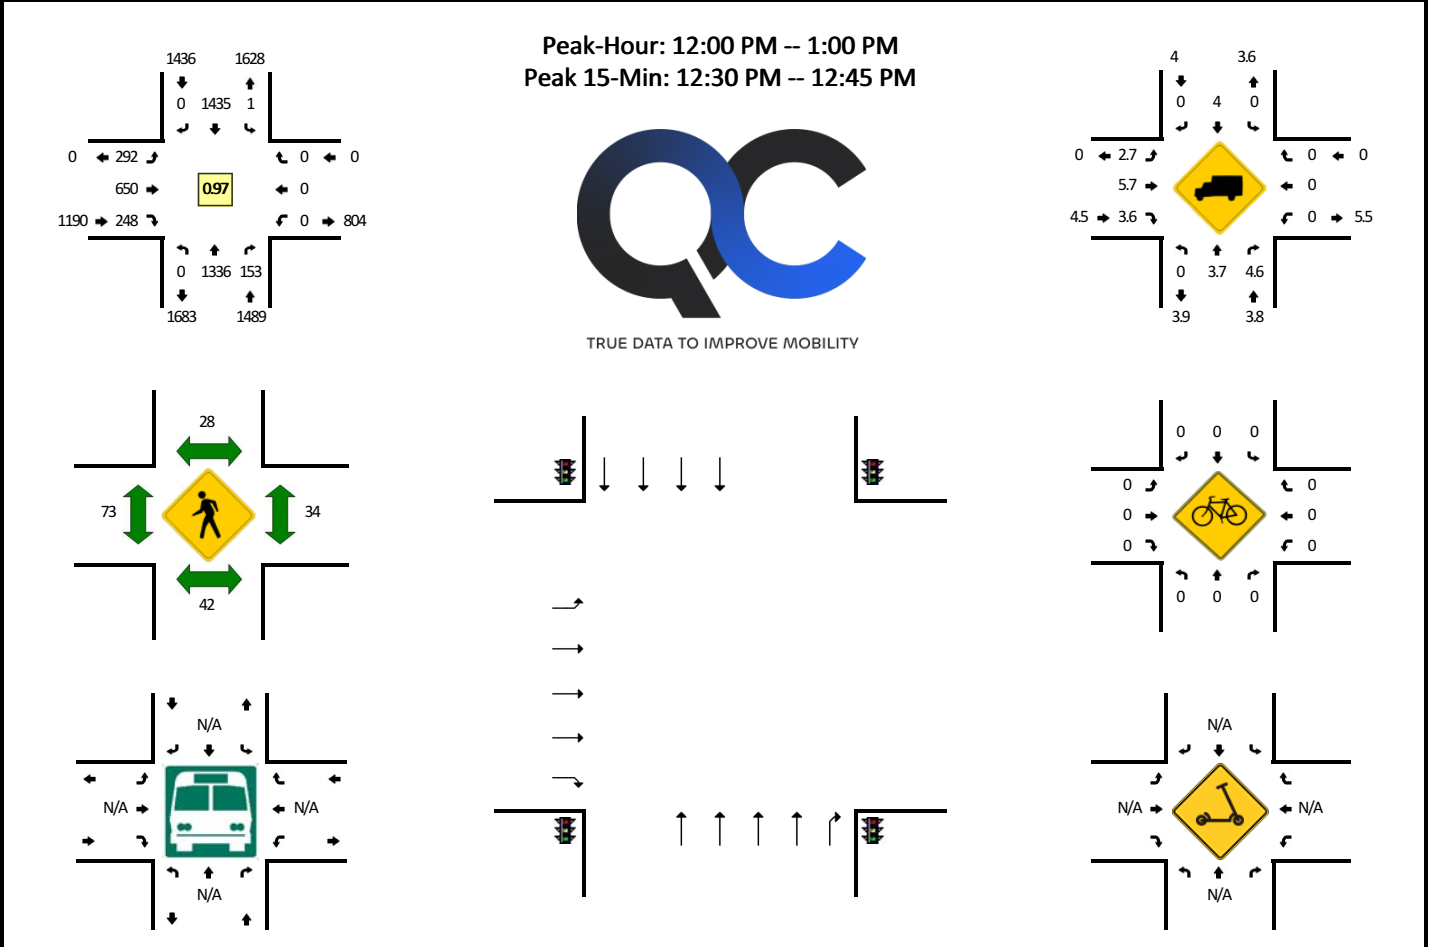 Peak-Hour: 12:00 PM -- 1:00 PM
Peak 15-Min: 12:30 PM -- 12:45 PM
1436 1628
0 1435 1
0 292 0 0
650 0.97 0
1190 248 0 804
0 1336 153
1683 1489
QC
TRUE DATA TO IMPROVE MOBILITY
4 3.6
0 4 0
0 2.7 0 0
5.7 0
4.5 3.6 0 5.5
0 3.7 4.6
3.9 3.8
28
73 34
42
0 0 0
0 0
0 0
0 0
0 0 0
N/A
N/A N/A
N/A
N/A
N/A N/A
N/A